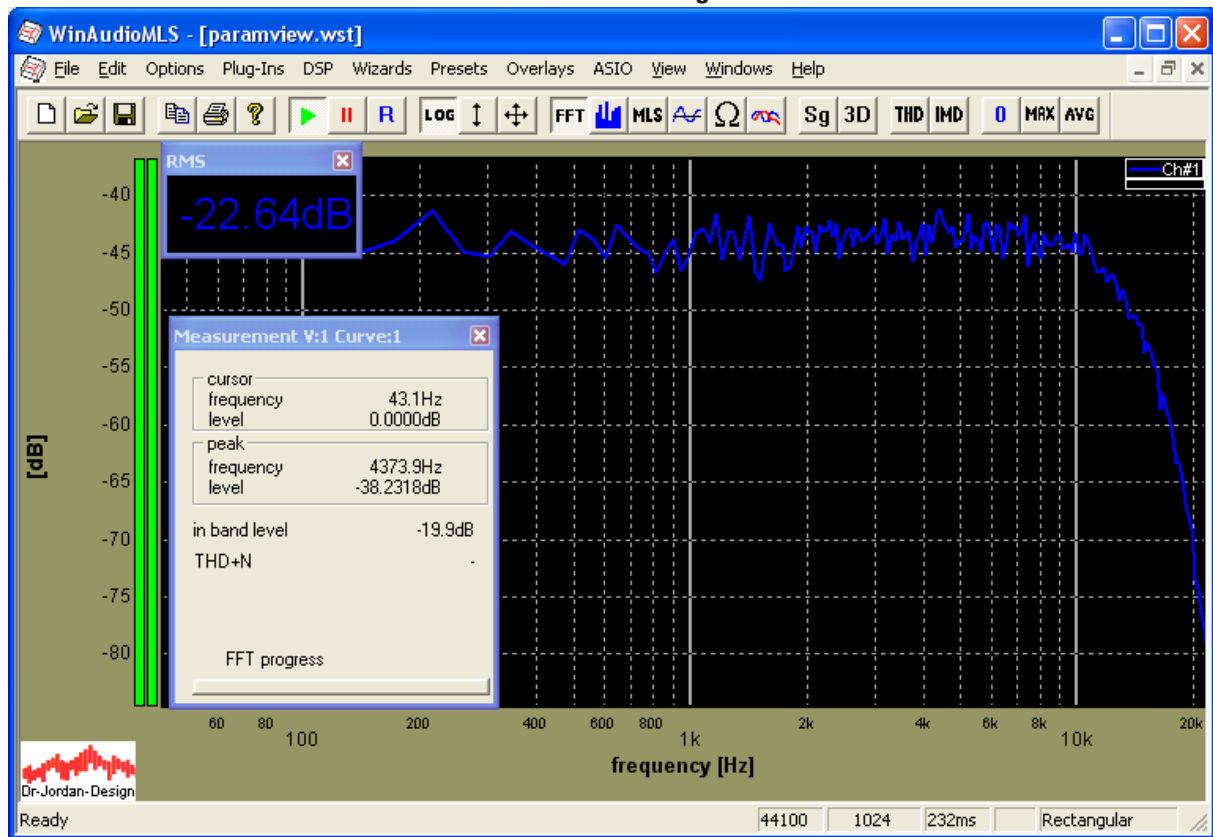 WinAudioMLS - [paramview.wst]
File Edit Options Plug-Ins DSP Wizards Presets Overlays ASIO View Windows Help
R LOG FFT MLS Ω Sg 3D THD IMD 0 MAX AVG
RMS
-22.64dB
Ch#1
-40
-45
-50
-55
-60
-65
-70
-75
-80
[dB]
Measurement V:1 Curve:1
cursor
frequency 43.1Hz
level 0.0000dB
peak
frequency 4373.9Hz
level -38.2318dB
in band level -19.9dB
THD+N -
FFT progress
60 80 100 200 400 600 800 1k 2k 4k 6k 8k 10k 20k
frequency [Hz]
Dr-Jordan-Design
Ready 44100 1024 232ms Rectangular